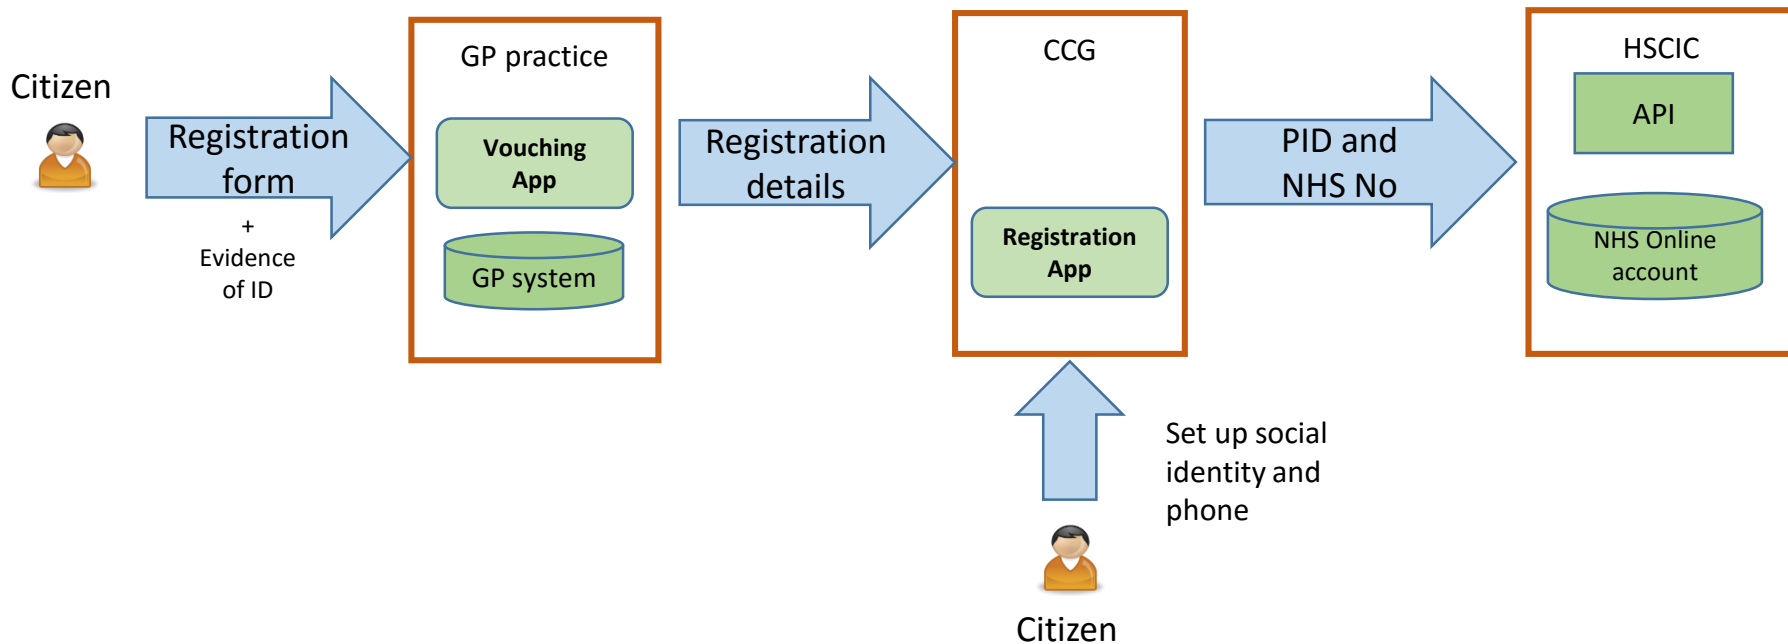 Citizen
Registration
form
+
Evidence
of ID
GP practice
Vouching
App
GP system
Registration
details
CCG
Registration
App
PID and
NHS No
HSCIC
API
NHS Online
account
Set up social
identity and
phone
Citizen